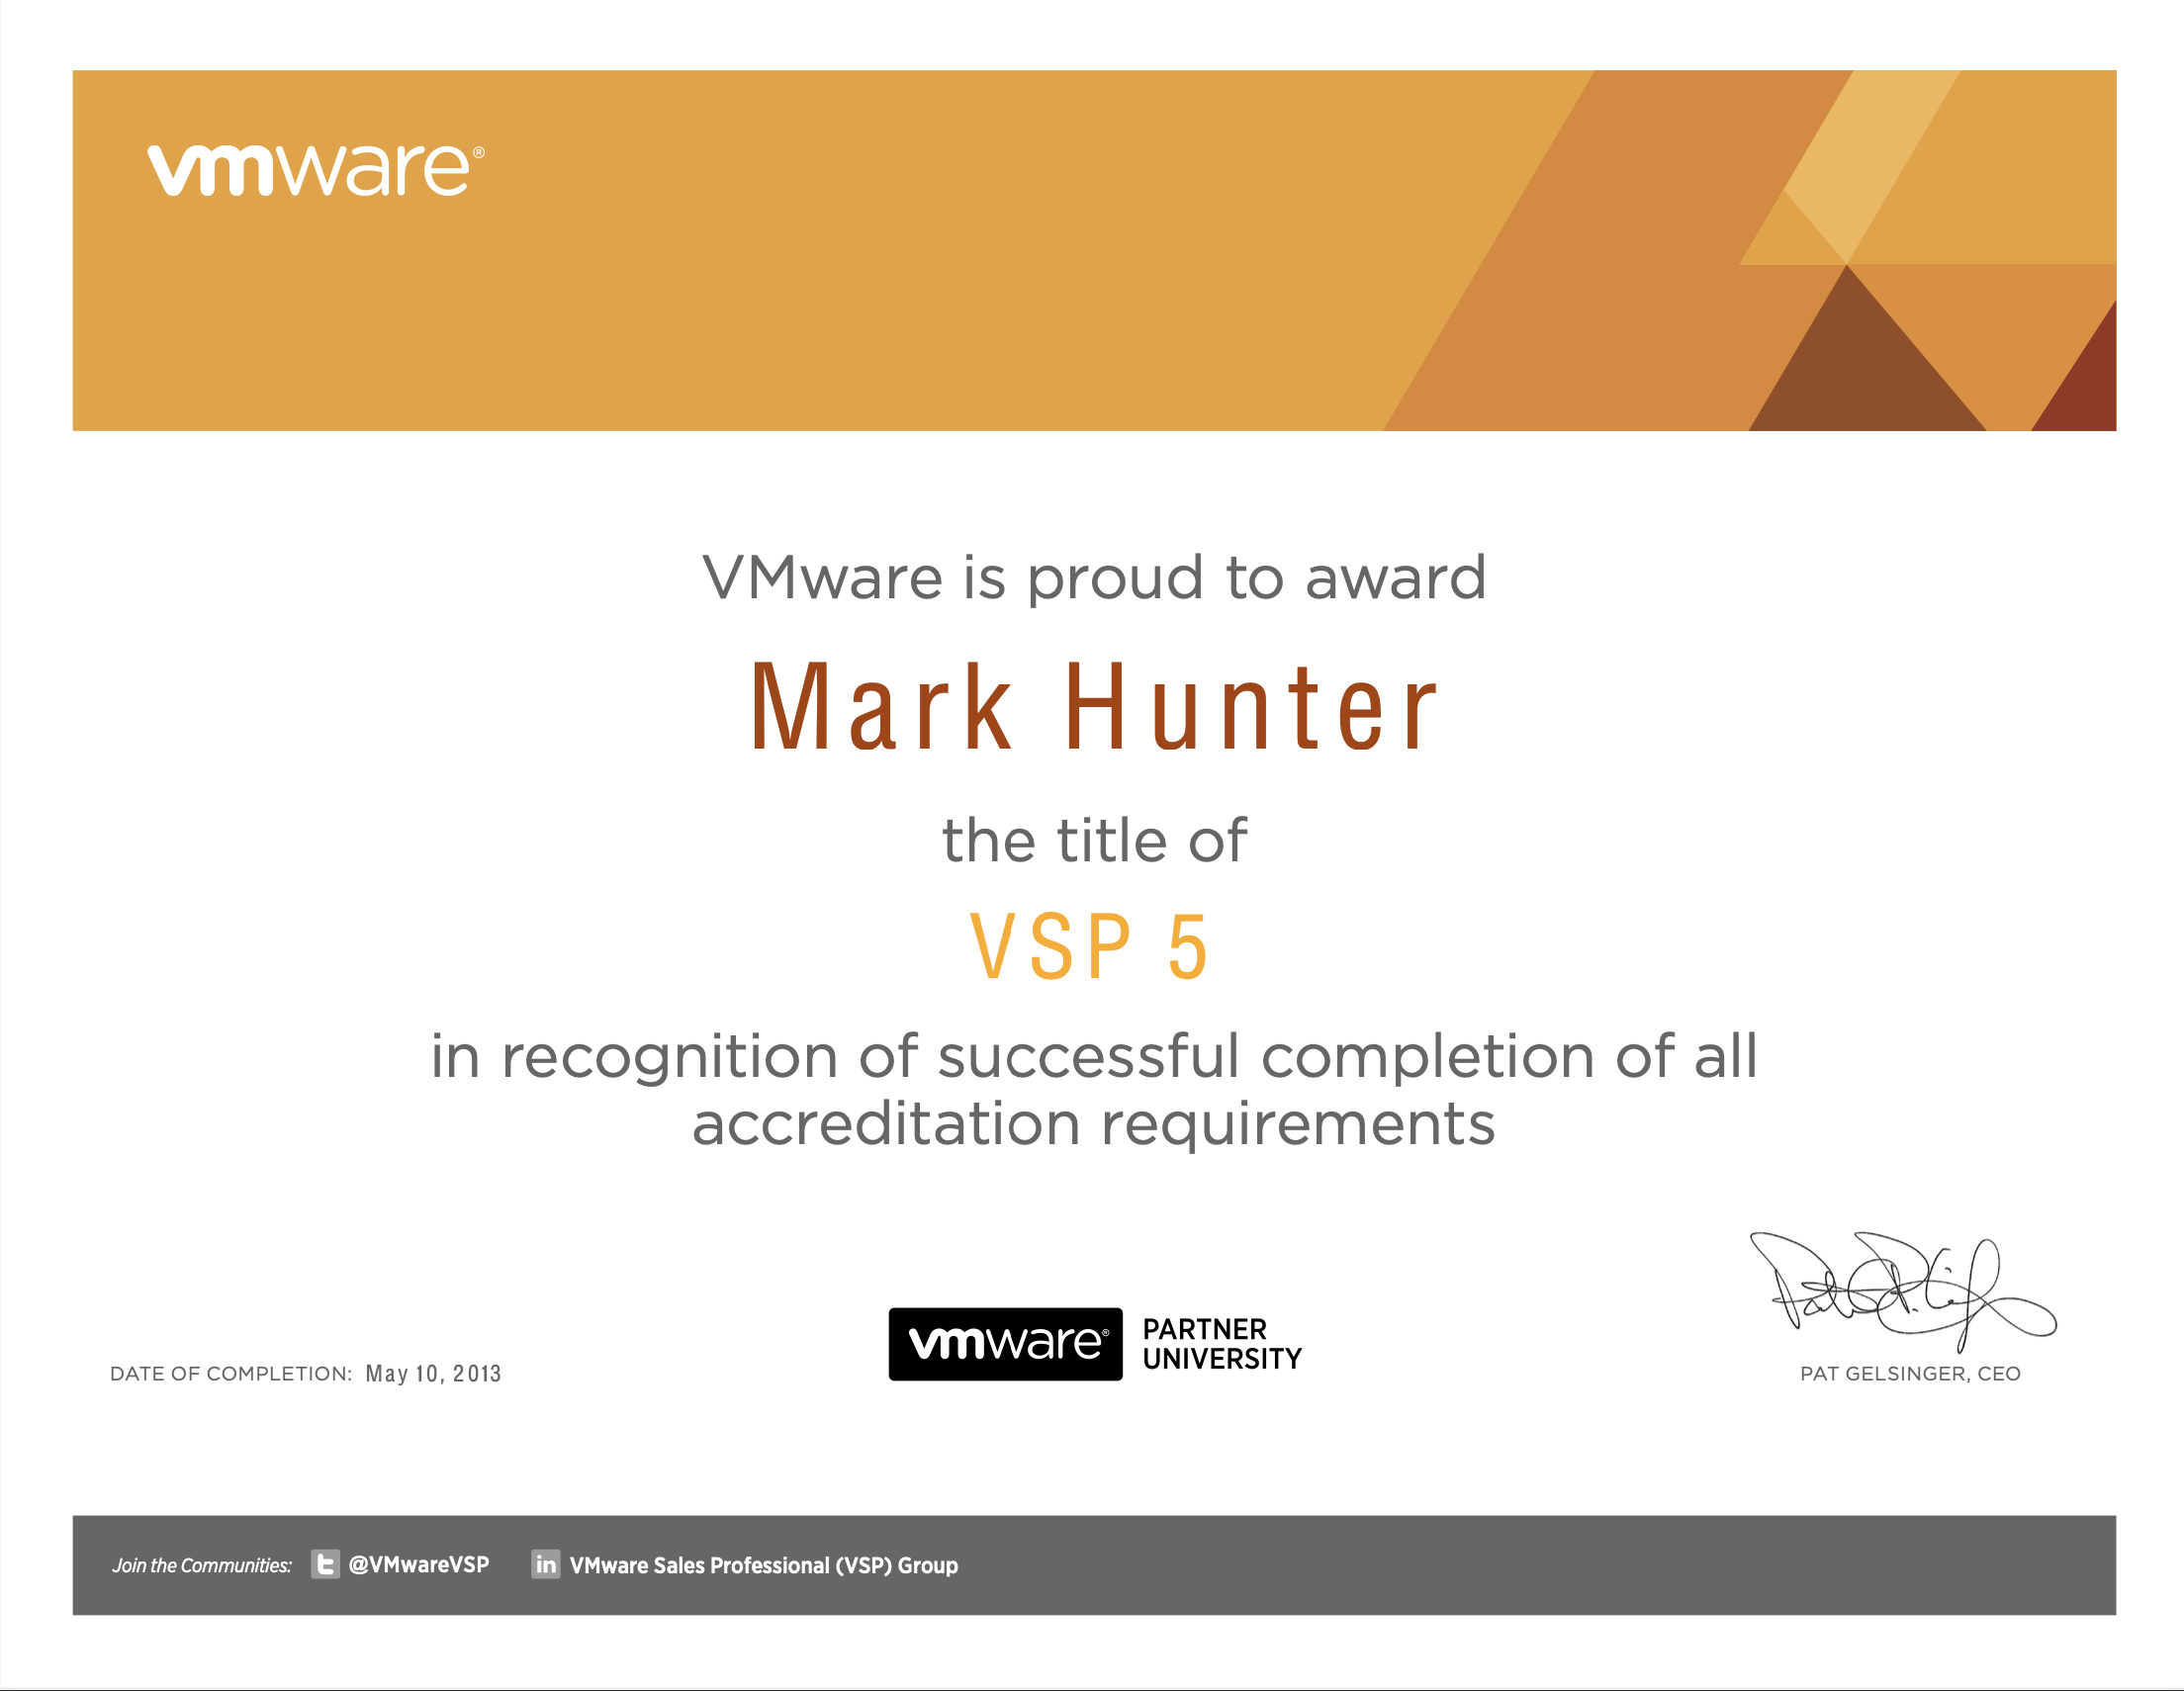 vmware®
VMware is proud to award
Mark Hunter
the title of
VSP 5
in recognition of successful completion of all
accreditation requirements
DATE OF COMPLETION: May 10, 2013
vmware® PARTNER
UNIVERSITY
PAT GELSINGER, CEO
Join the Communities: @VMwareVSP in VMware Sales Professional (VSP) Group